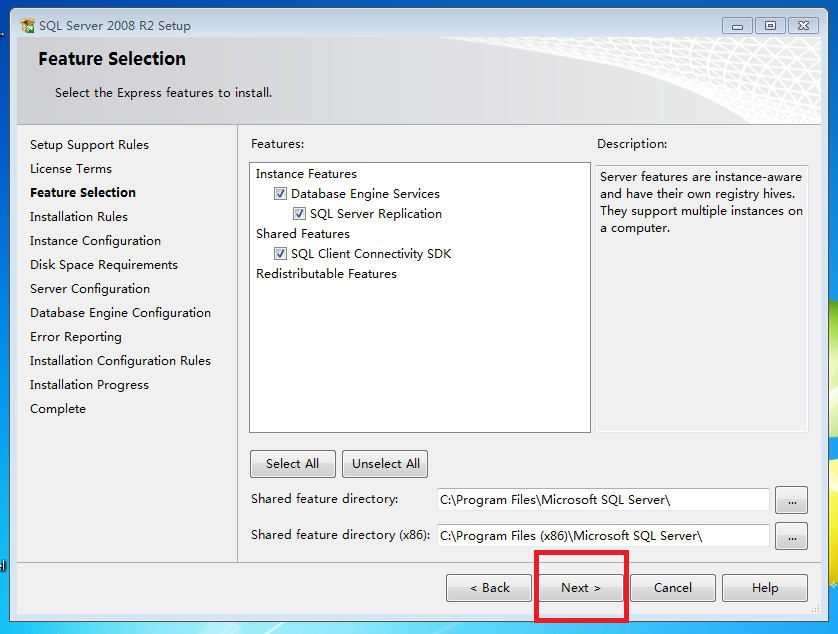 SQL Server 2008 R2 Setup
Feature Selection
Select the Express features to install.
Setup Support Rules
License Terms
Feature Selection
Installation Rules
Instance Configuration
Disk Space Requirements
Server Configuration
Database Engine Configuration
Error Reporting
Installation Configuration Rules
Installation Progress
Complete
Features:
Instance Features
Database Engine Services
SQL Server Replication
Shared Features
SQL Client Connectivity SDK
Redistributable Features
Description:
Server features are instance-aware
and have their own registry hives.
They support multiple instances on
a computer.
Select All
Unselect All
Shared feature directory:
C:\Program Files\Microsoft SQL Server\
...
Shared feature directory (x86):
C:\Program Files (x86)\Microsoft SQL Server\
...
< Back
Next >
Cancel
Help